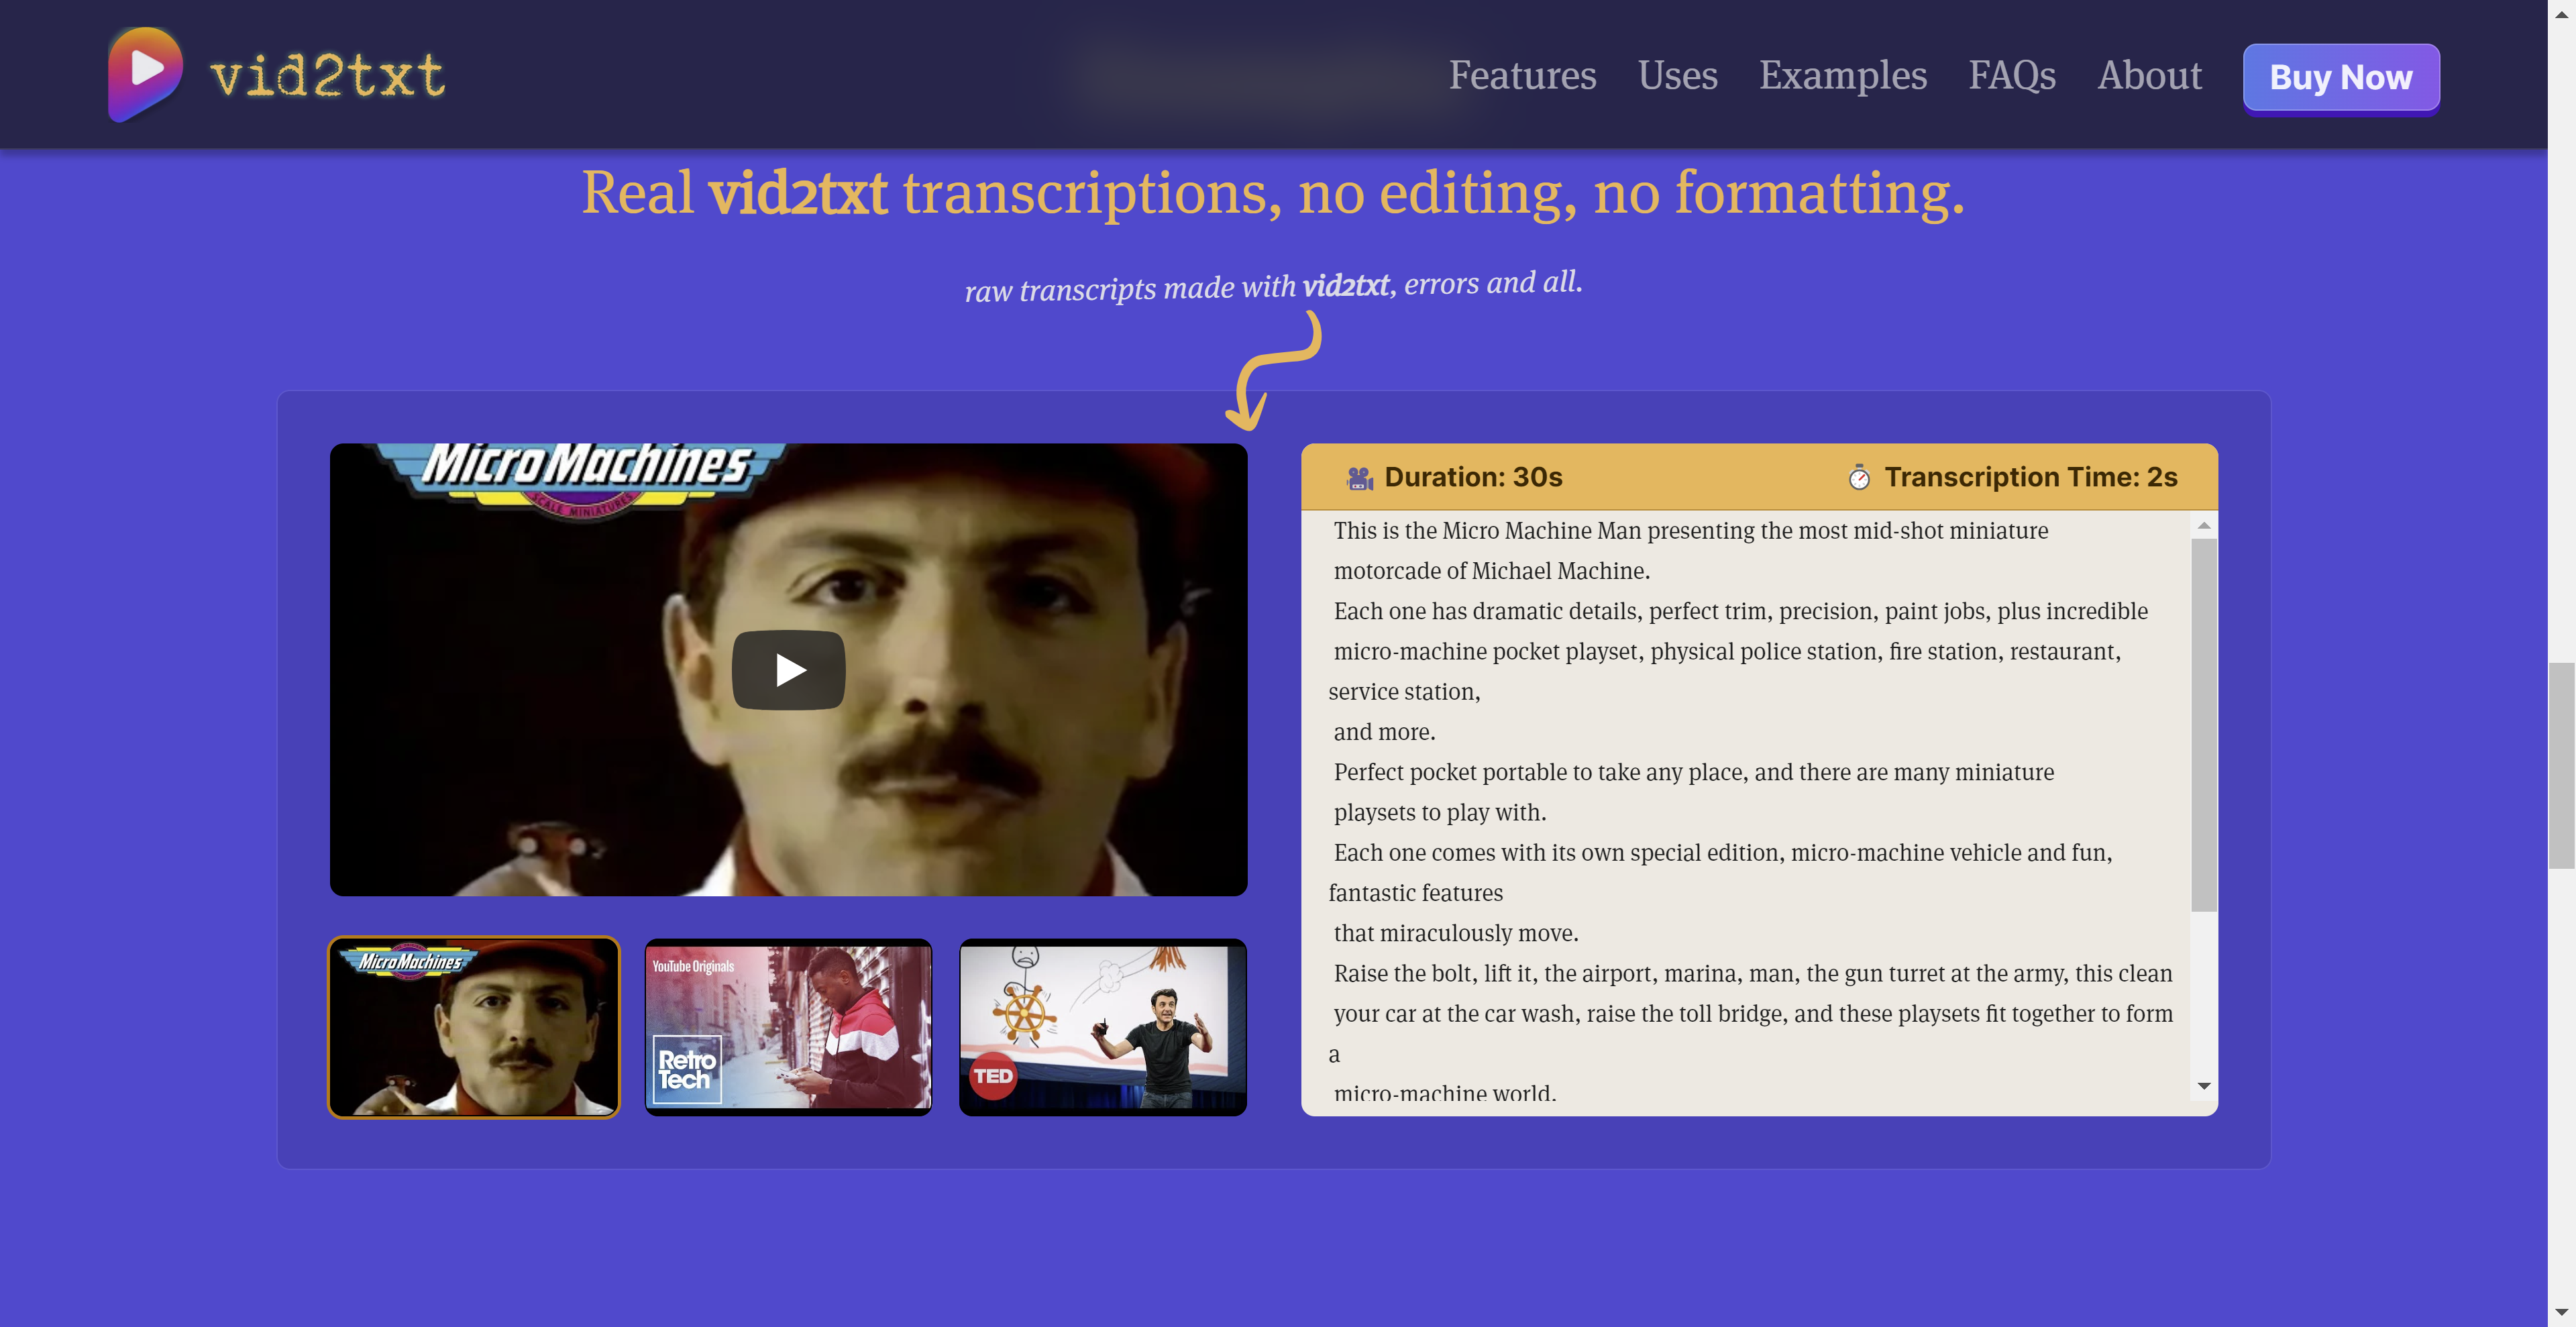 vid2txt
Features
Uses
Examples
FAQs
About
Buy Now
Real vid2txt transcriptions, no editing, no formatting.
raw transcripts made with vid2txt, errors and all.
MicroMachines
SCALE MINIATURES
Duration: 30s
Transcription Time: 2s
This is the Micro Machine Man presenting the most mid-shot miniature
motorcade of Michael Machine.
Each one has dramatic details, perfect trim, precision, paint jobs, plus incredible
micro-machine pocket playset, physical police station, fire station, restaurant,
service station,
and more.
Perfect pocket portable to take any place, and there are many miniature
playsets to play with.
Each one comes with its own special edition, micro-machine vehicle and fun,
fantastic features
that miraculously move.
Raise the bolt, lift it, the airport, marina, man, the gun turret at the army, this clean
your car at the car wash, raise the toll bridge, and these playsets fit together to form
a
micro-machine world.
MicroMachines
YouTube Originals
Retro
Tech
TED